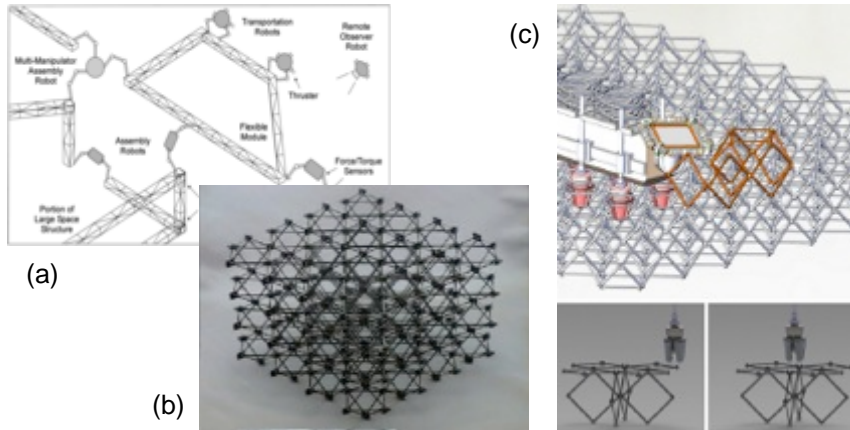 Transportation
Robots
Remote
Observer
Robot
(c)
Multi-Manipulator
Assembly
Robot
Thruster
Assembly
Robots
Flexible
Module
Force/Torque
Sensors
Portion of
Large Space
Structure
(a)
(b)